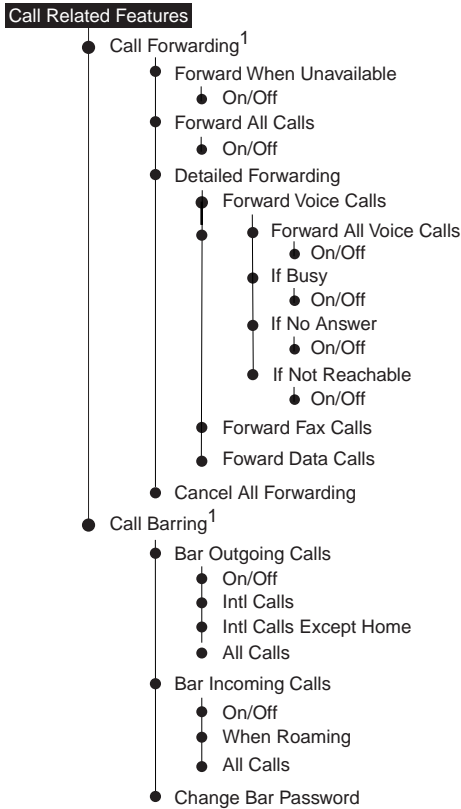 Call Related Features
Call Forwarding1
Forward When Unavailable
On/Off
Forward All Calls
On/Off
Detailed Forwarding
Forward Voice Calls
Forward All Voice Calls
On/Off
If Busy
On/Off
If No Answer
On/Off
If Not Reachable
On/Off
Forward Fax Calls
Foward Data Calls
Cancel All Forwarding
Call Barring1
Bar Outgoing Calls
On/Off
Intl Calls
Intl Calls Except Home
All Calls
Bar Incoming Calls
On/Off
When Roaming
All Calls
Change Bar Password